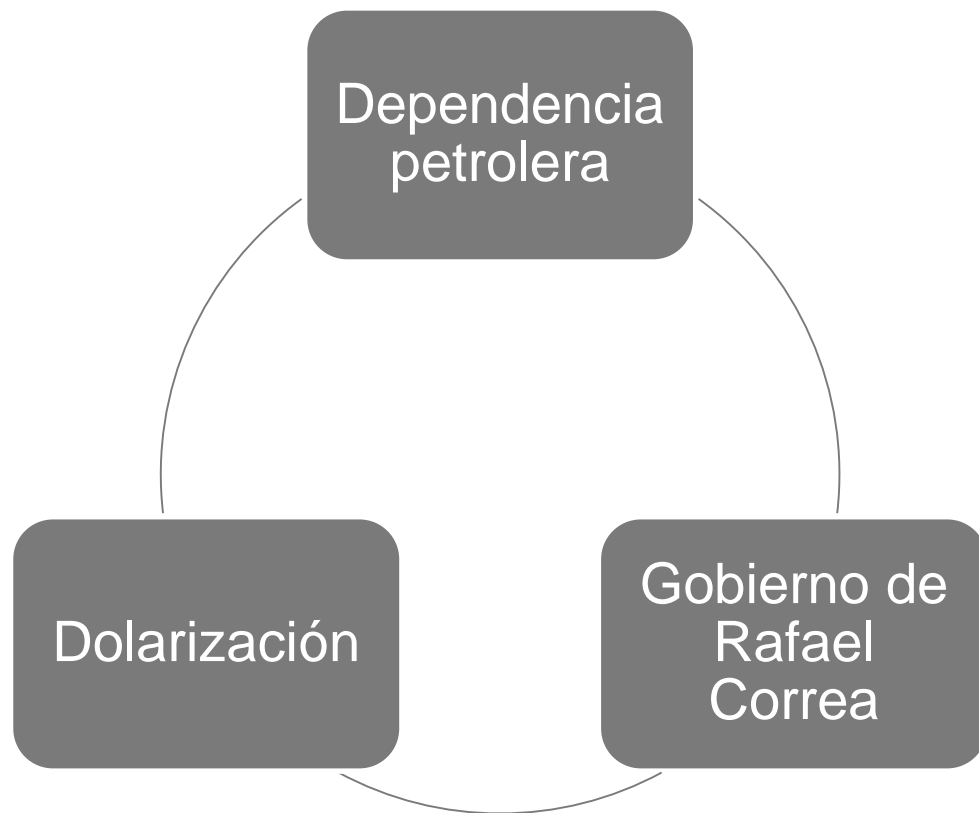 Dependencia
petrolera
Dolarización
Gobierno de
Rafael
Correa